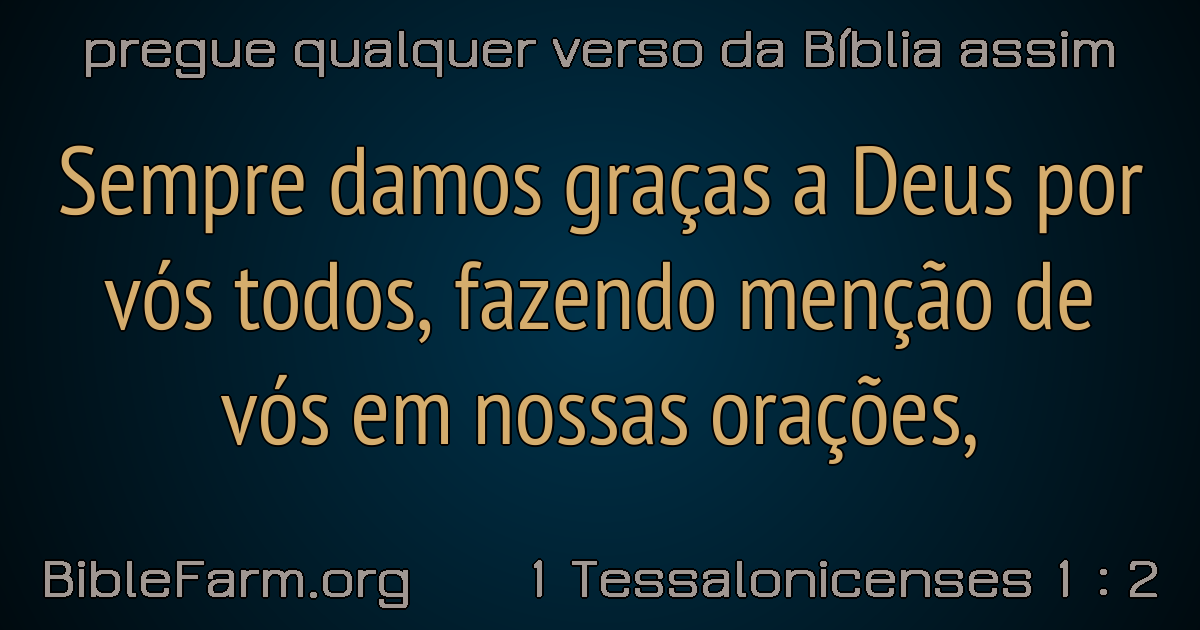 pregue qualquer verso da Bíblia assim
Sempre damos graças a Deus por
vós todos, fazendo menção de
vós em nossas orações,
BibleFarm.org 1 Tessalonicenses 1 : 2